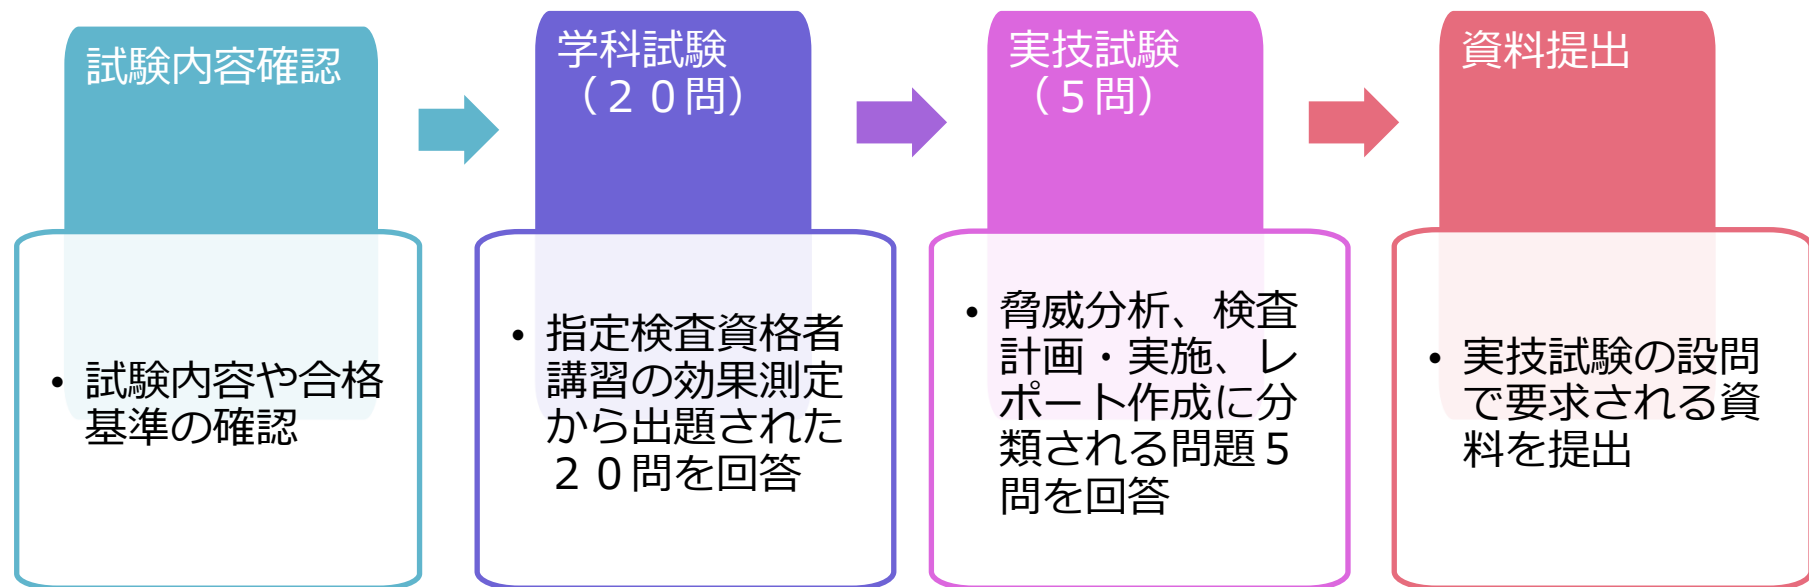 試験内容確認
• 試験内容や合格
基準の確認
学科試験
（２０問）
• 指定検査資格者
講習の効果測定
から出題された
２０問を回答
実技試験
（５問）
• 脅威分析、検査
計画・実施、レ
ポート作成に分
類される問題５
問を回答
資料提出
• 実技試験の設問
で要求される資
料を提出